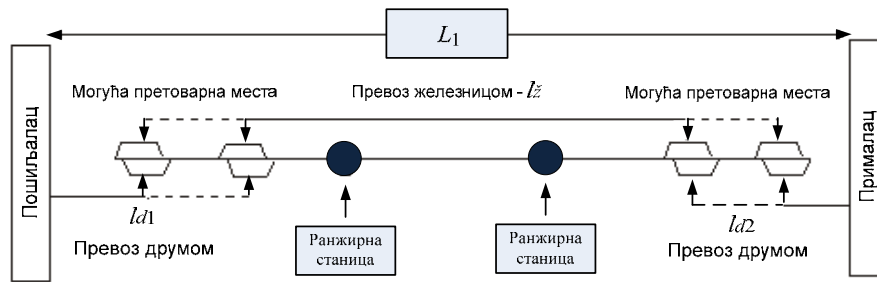 L1
Могућа претоварна места
Превоз железницом - lž
Могућа претоварна места
Пошиљалац
Прималац
ld1
ld2
Превоз друмом
Ранжирна
станица
Ранжирна
станица
Превоз друмом